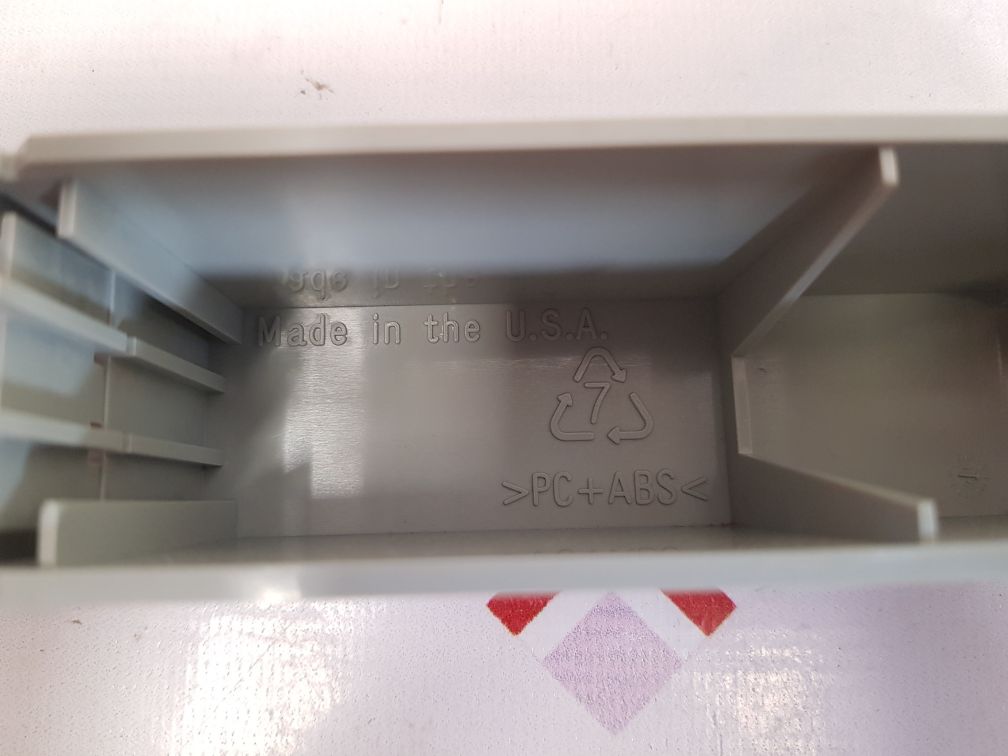 Made in the U.S.A.
7
>PC+ABS<